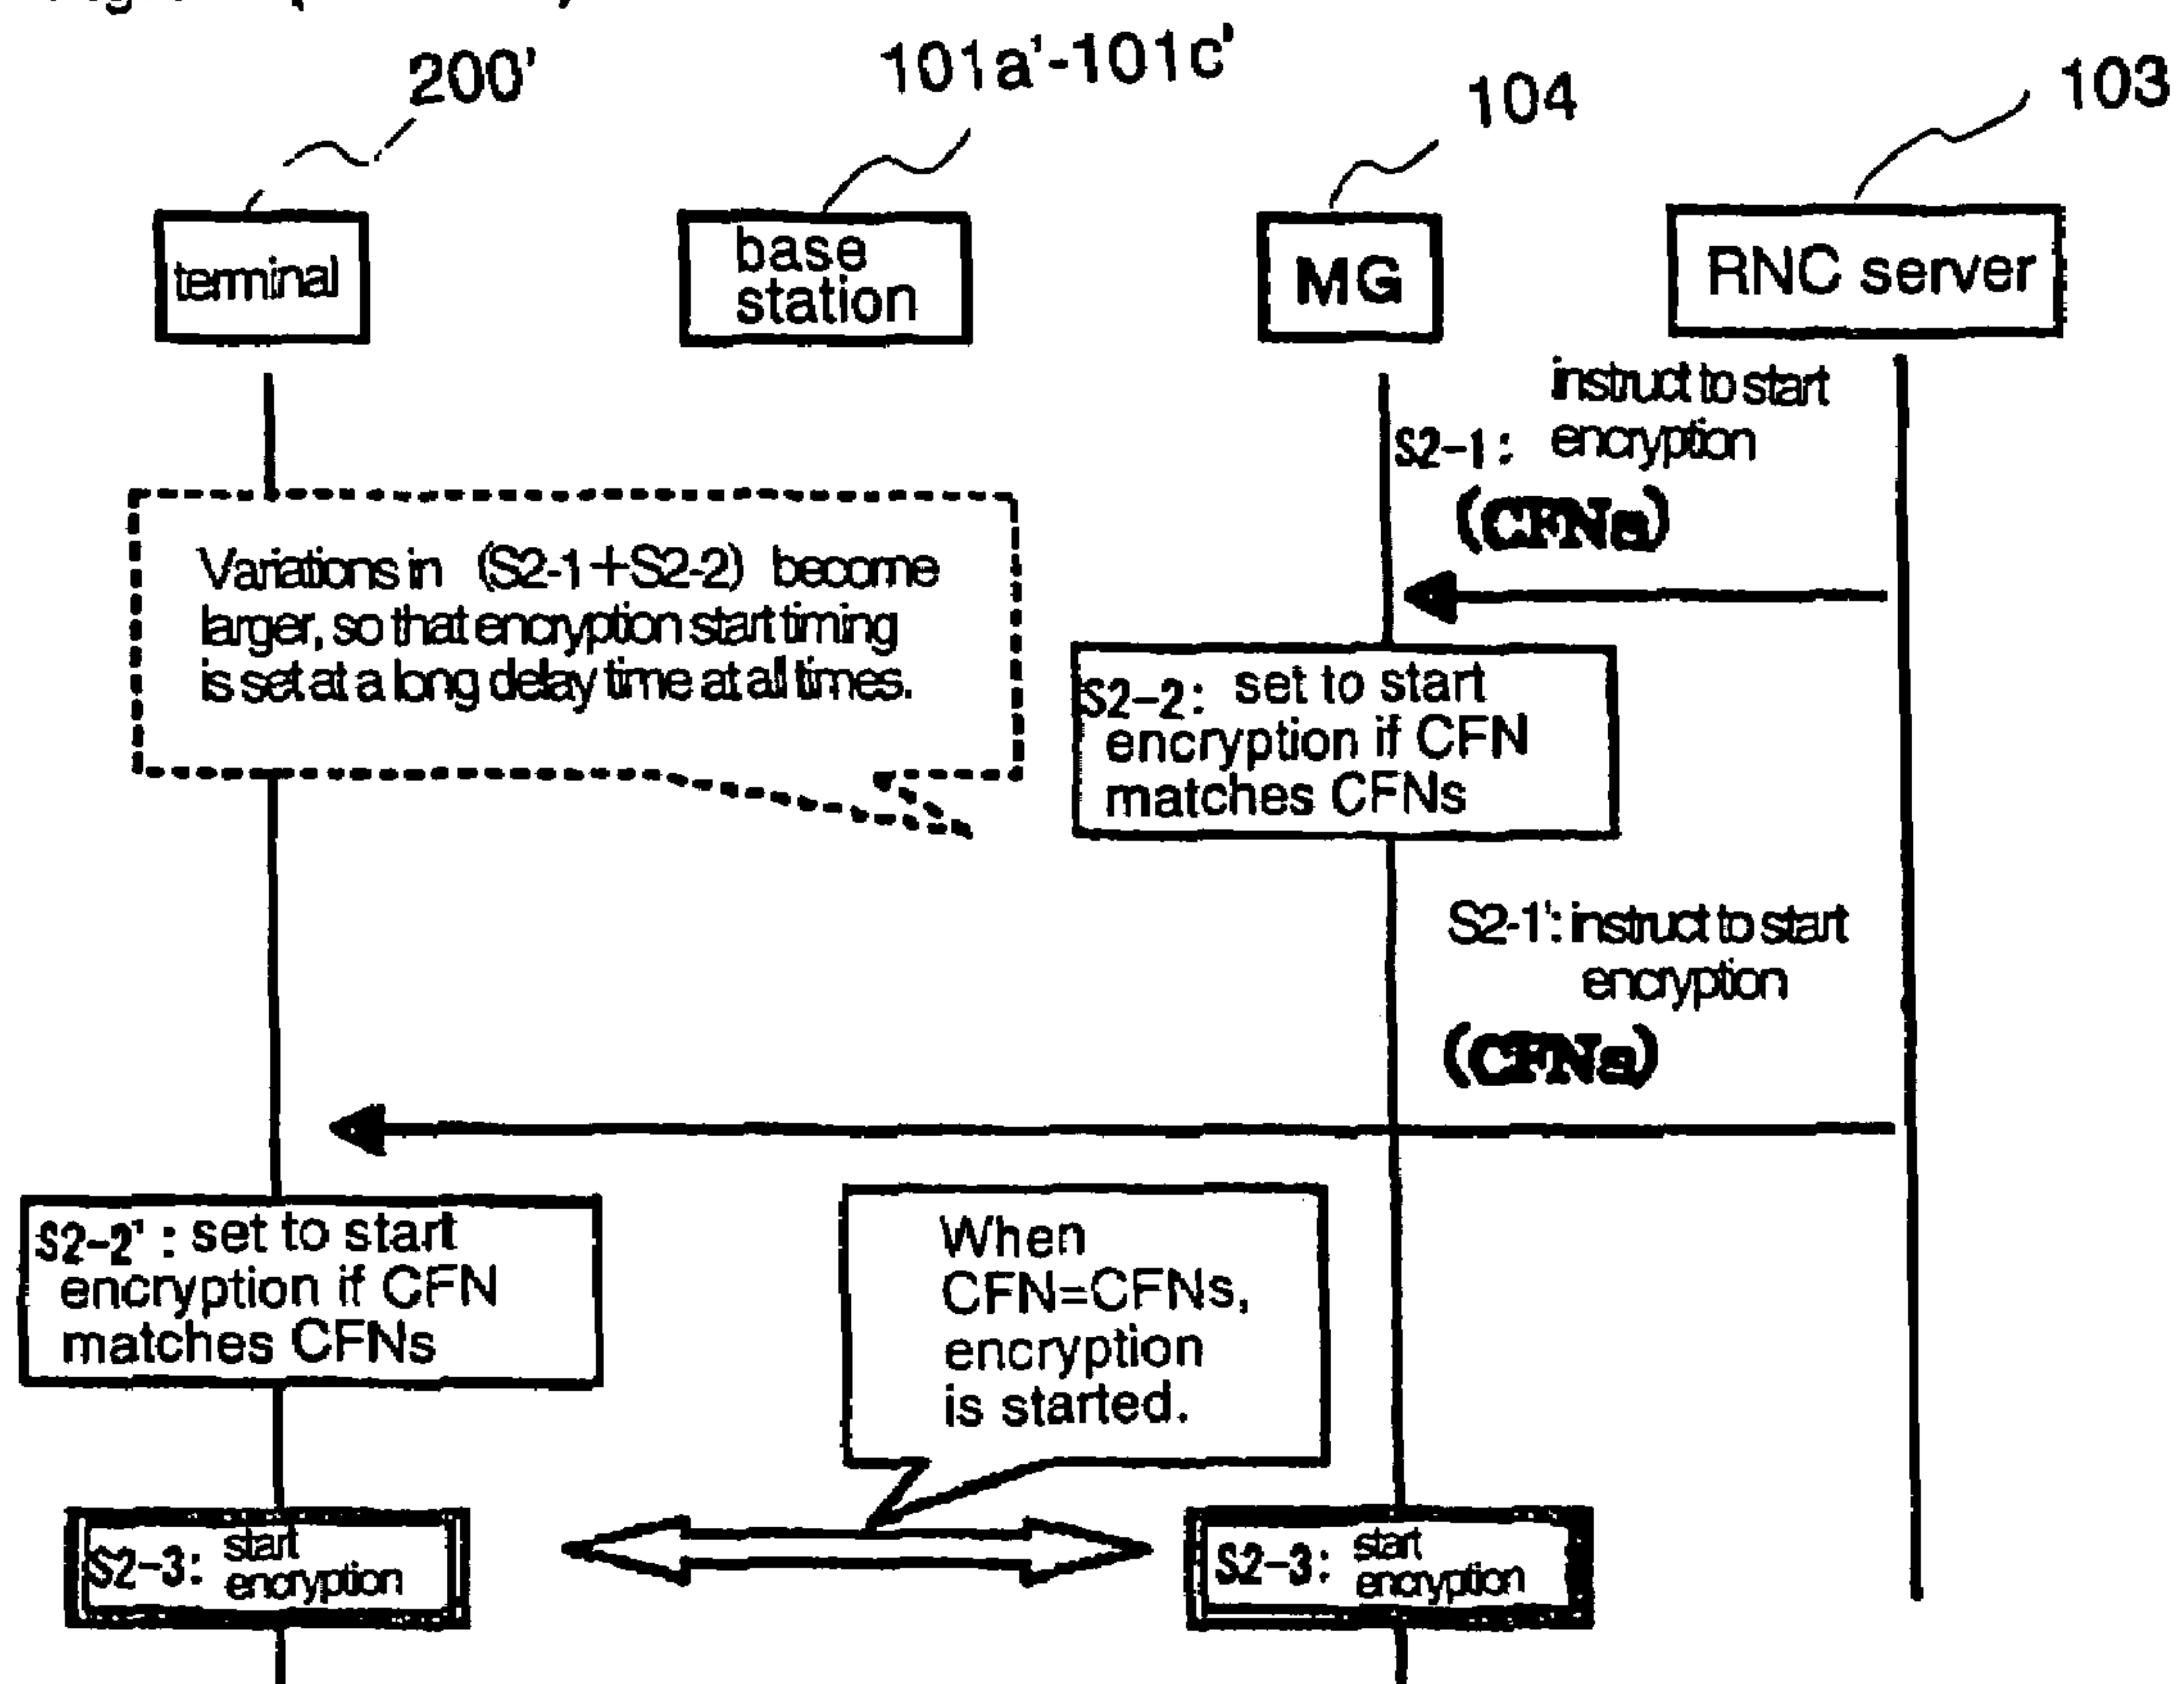 200'
101a'-101c'
104
103
terminal
base
station
MG
RNC server
instruct to start
S2-1: encryption
(CFNs)
Variations in (S2-1+S2-2) become
larger, so that encryption start timing
is set at a long delay time at all times.
S2-2: set to start
encryption if CFN
matches CFNs
S2-1': instruct to start
encryption
(CFNs)
S2-2': set to start
encryption if CFN
matches CFNs
When
CFN=CFNs,
encryption
is started.
S2-3: start
encryption
S2-3: start
encryption